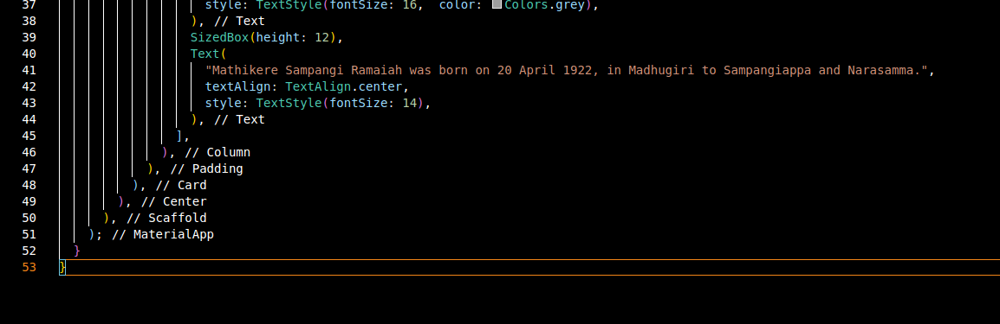 37 style: TextStyle(fontSize: 16,  color: Colors.grey),
38 ), // Text
39 SizedBox(height: 12),
40 Text(
41 "Mathikere Sampangi Ramaiah was born on 20 April 1922, in Madhugiri to Sampangiappa and Narasamma.",
42 textAlign: TextAlign.center,
43 style: TextStyle(fontSize: 14),
44 ), // Text
45 ],
46 ), // Column
47 ), // Padding
48 ), // Card
49 ), // Center
50 ), // Scaffold
51 ); // MaterialApp
52 }
53 }